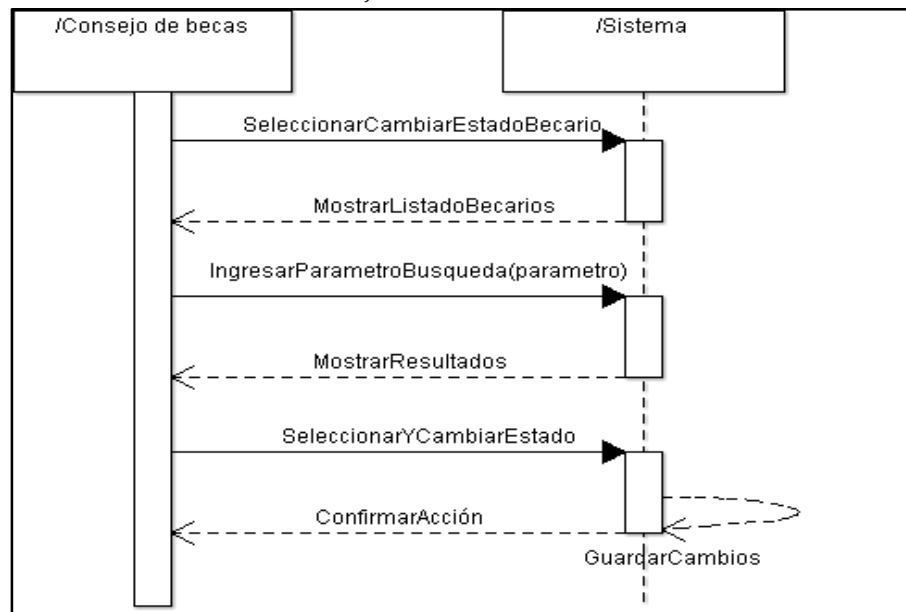 /Consejo de becas
/Sistema
SeleccionarCambiarEstadoBecario
MostrarListadoBecarios
IngresarParametroBusqueda(parametro)
MostrarResultados
SeleccionarYCambiarEstado
ConfirmarAcción
GuardarCambios